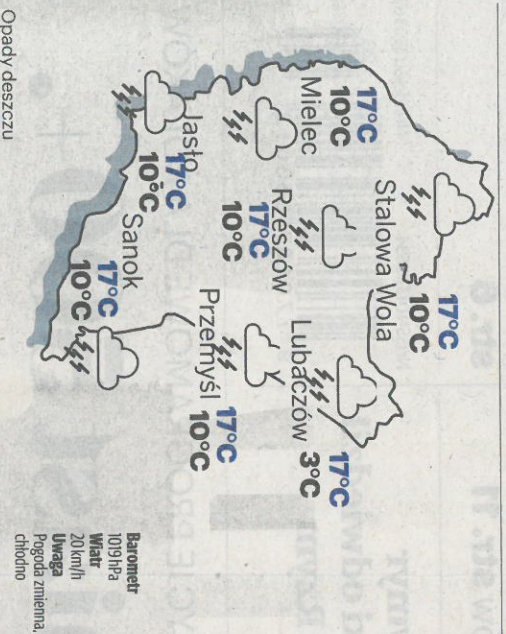 Stalowa Wola
17°C
10°C
Mielec
17°C
10°C
Rzeszów
17°C
10°C
Lubaczów
17°C
3°C
Jasło
17°C
10°C
Sanok
17°C
10°C
Przemyśl
17°C
10°C
Opady deszczu
Barometr
1019 hPa
Wiatr
20 km/h
Uwaga
Pogoda zmienna,
chłodno